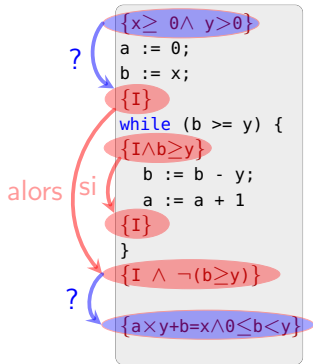 {x≥ 0∧ y>0}
a := 0;
?
b := x;
{I}
while (b >= y) {
{I∧b≥y}
b := b - y;
alors si
a := a + 1
{I}
}
{I ∧ ¬(b≥y)}
?
{a×y+b=x∧0≤b<y}